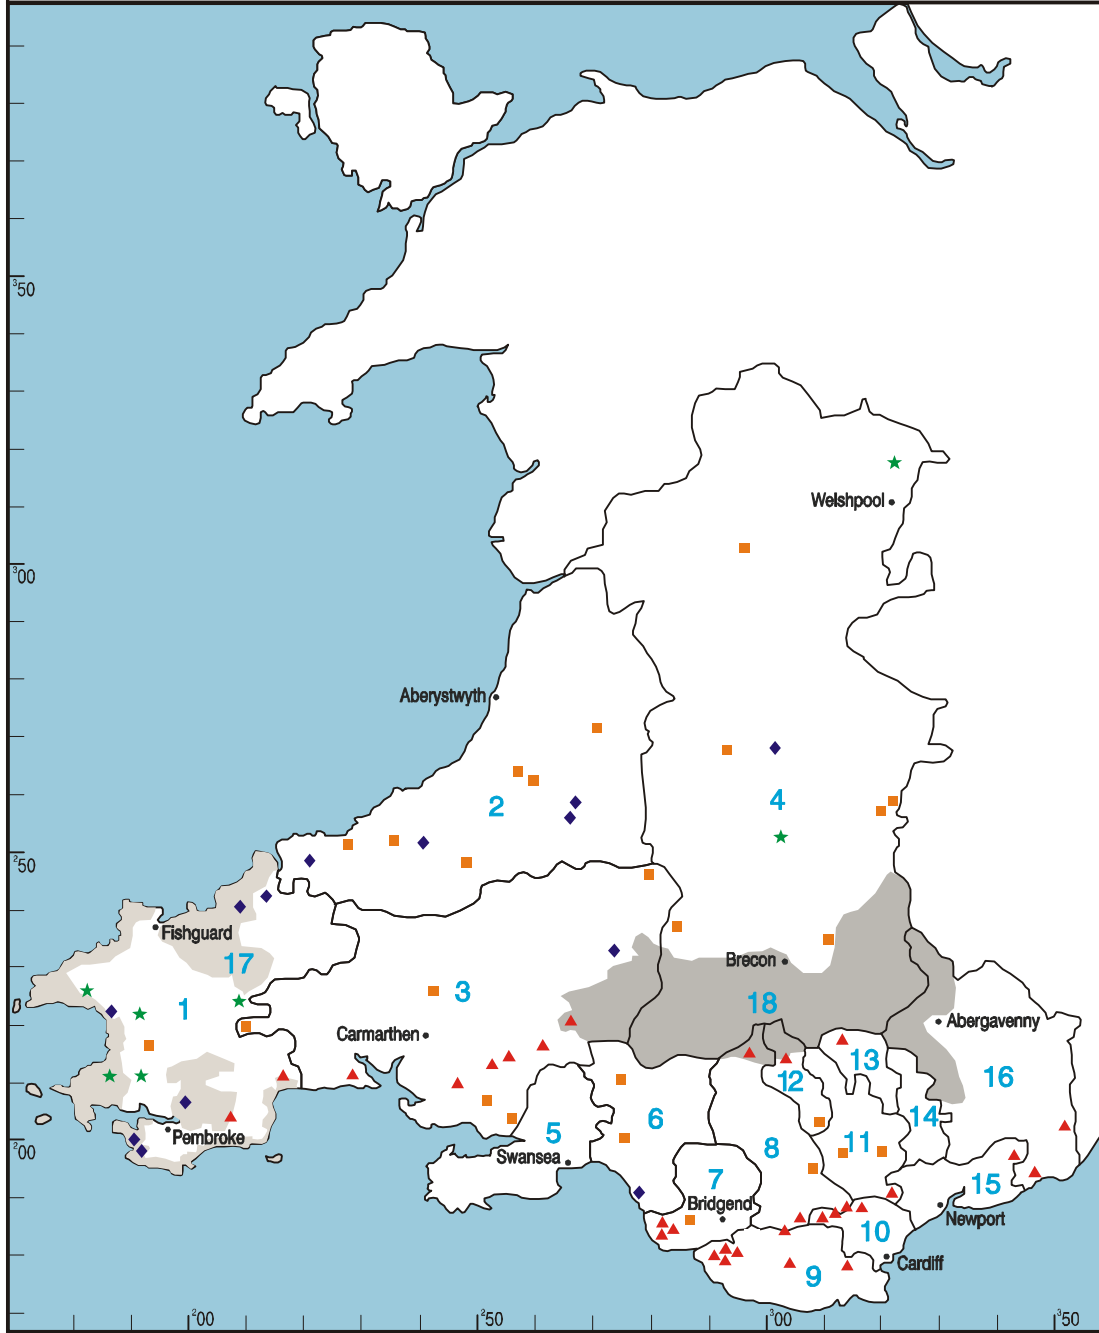 ³50
Welshpool
³00
Aberystwyth
2
4
²50
Fishguard
17
Brecon
1
3
18
Carmarthen
Abergavenny
13
12
16
14
6
Pembroke
5
11
²00
8
Swansea
7
15
Bridgend
Newport
10
Cardiff
9
²00
²50
³00
³50